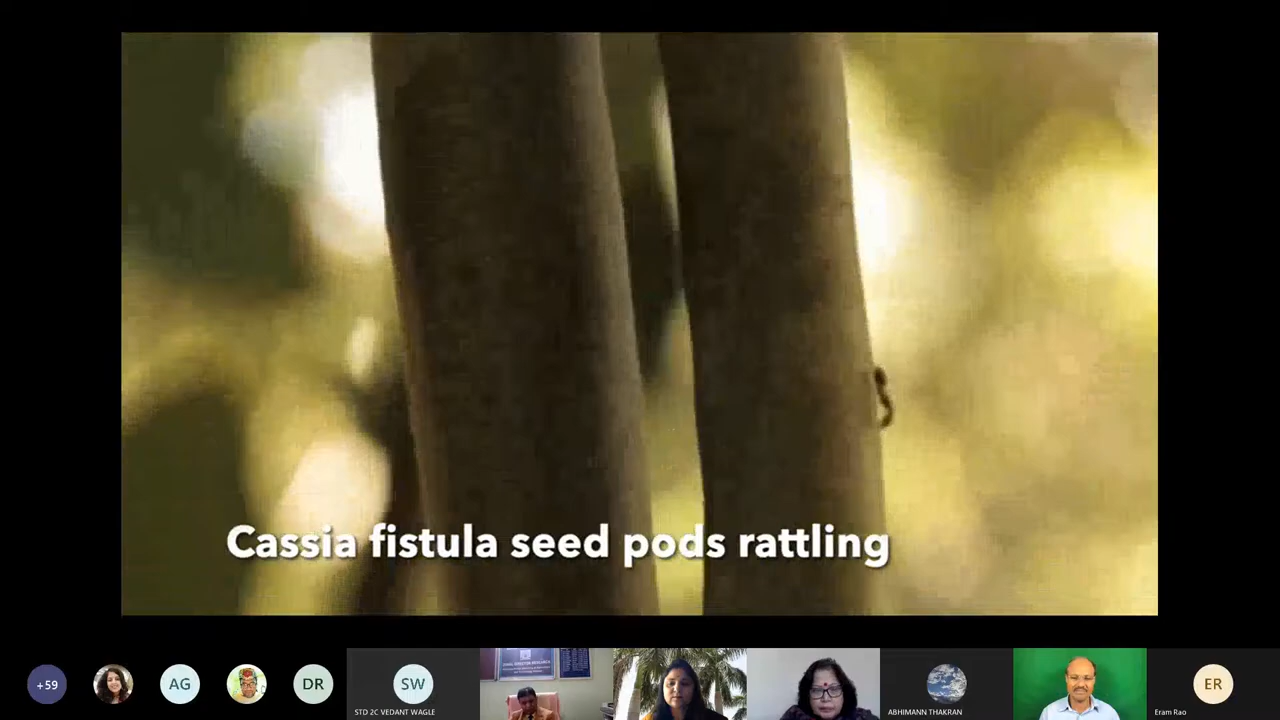 Cassia fistula seed pods rattling
+59
AG
DR
SW
STD 2C VEDANT WAGLE
ABHIMANN THAKRAN
ER
Eram Rao